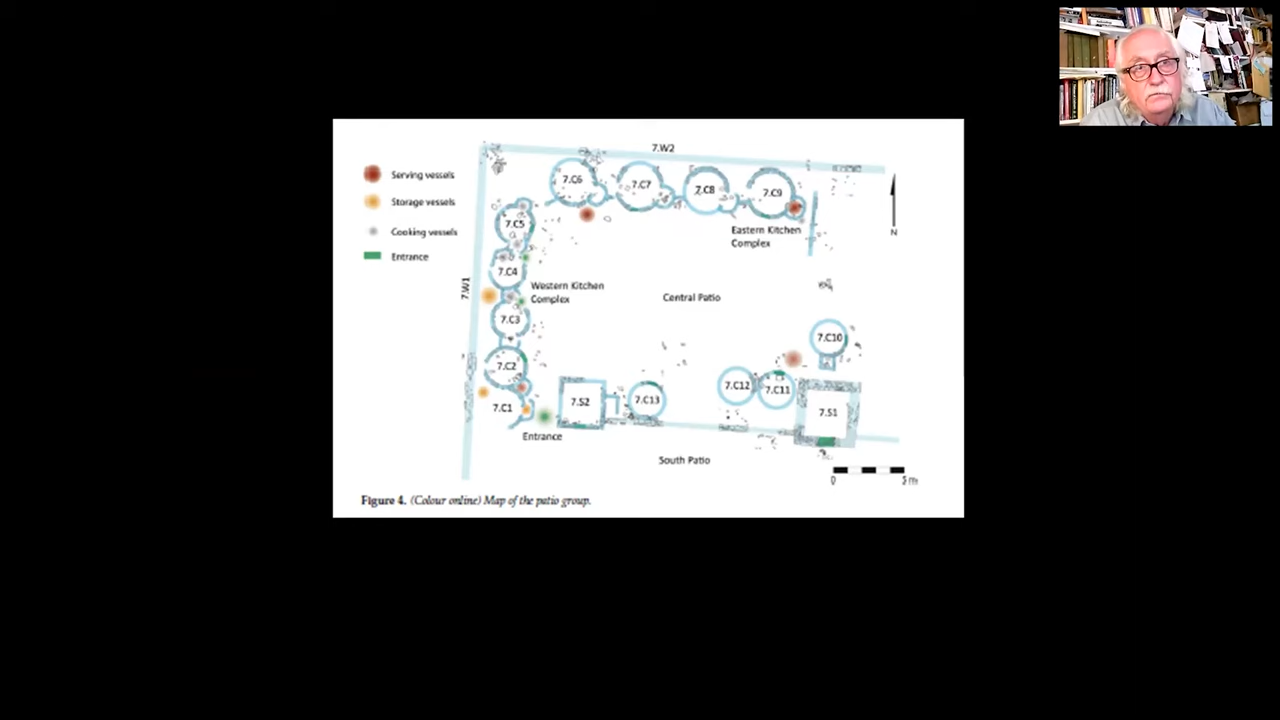 7.W2
Serving vessels
Storage vessels
Cooking vessels
Entrance
7.C6
7.C7
7.C8
7.C9
N
7.C5
Eastern Kitchen
Complex
7.C4
7.W1
Western Kitchen
Complex
Central Patio
7.C3
7.C10
7.C2
7.C12
7.C11
7.C1
7.S2
7.C13
7.S1
Entrance
South Patio
0
5 m
Figure 4. (Colour online) Map of the patio group.